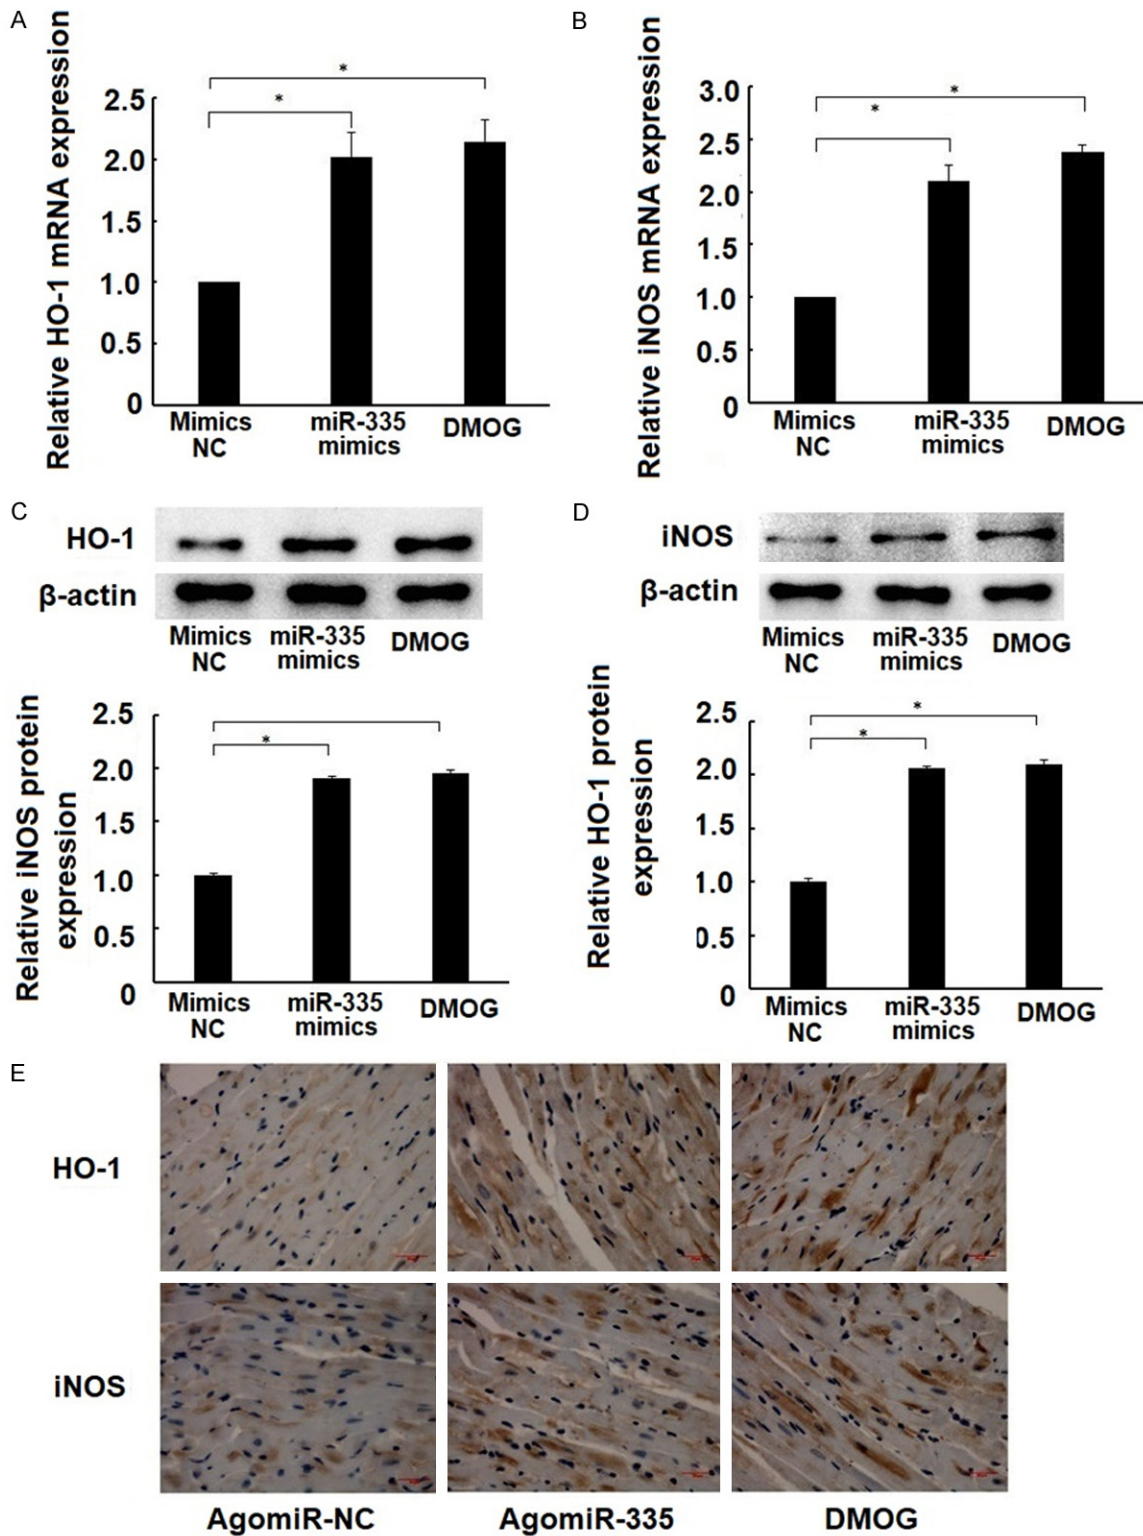 A
Relative HO-1 mRNA expression
2.5
2.0
1.5
1.0
0.5
0
*
*
Mimics
NC
miR-335
mimics
DMOG
B
Relative iNOS mRNA expression
3.0
2.5
2.0
1.5
1.0
0.5
0
*
*
Mimics
NC
miR-335
mimics
DMOG
C
HO-1
β-actin
Mimics
NC
miR-335
mimics
DMOG
Relative iNOS protein
expression
2.5
2.0
1.5
1.0
0.5
0
*
Mimics
NC
miR-335
mimics
DMOG
D
iNOS
β-actin
Mimics
NC
miR-335
mimics
DMOG
Relative HO-1 protein
expression
2.5
2.0
1.5
1.0
0.5
0
*
*
Mimics
NC
miR-335
mimics
DMOG
E
HO-1
iNOS
AgomiR-NC
AgomiR-335
DMOG